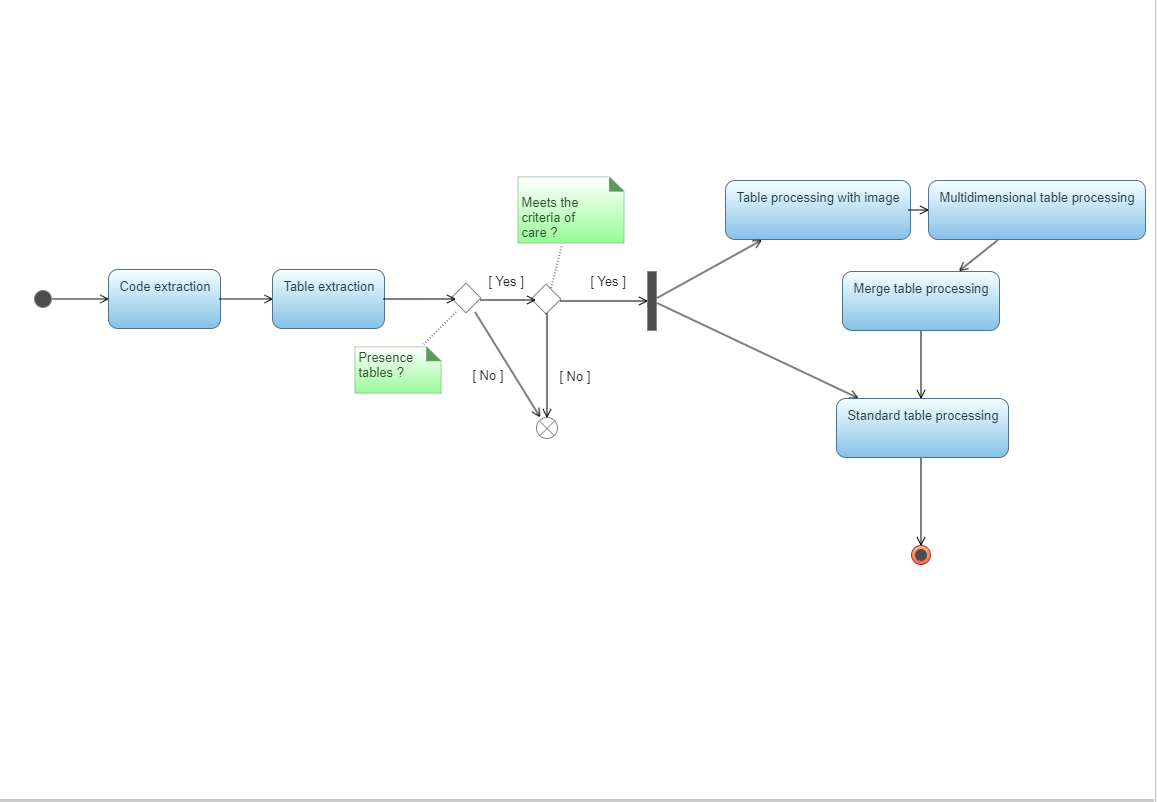 Meets the
criteria of
care ?
Table processing with image
Multidimensional table processing
Code extraction
Table extraction
[ Yes ]
[ Yes ]
Merge table processing
Presence
tables ?
[ No ]
[ No ]
Standard table processing